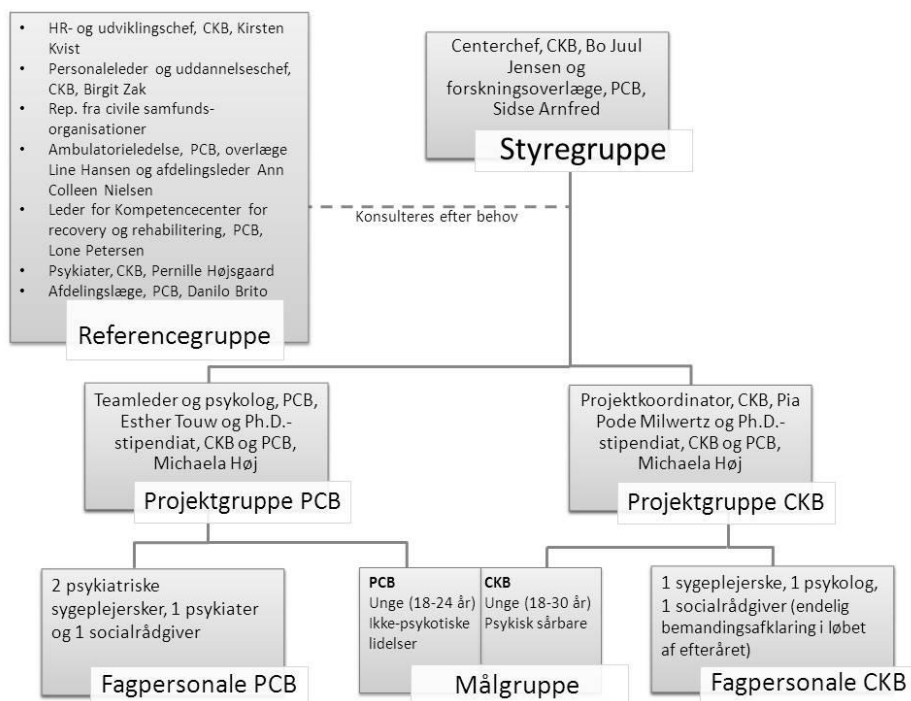 • HR- og udviklingschef, CKB, Kirsten
Kvist
• Personaleleder og uddannelseschef,
CKB, Birgit Zak
• Rep. fra civile samfunds-
organisationer
• Ambulatorieledelse, PCB, overlæge
Line Hansen og afdelingsleder Ann
Colleen Nielsen
• Leder for Kompetencecenter for
recovery og rehabilitering, PCB,
Lone Petersen
• Psykiater, CKB, Pernille Højsgaard
• Afdelingslæge, PCB, Danilo Brito
Referencegruppe
Centerchef, CKB, Bo Juul
Jensen og
forskningsoverlæge, PCB,
Sidse Arnfred
Styregruppe
Konsulteres efter behov
Teamleder og psykolog, PCB,
Esther Touw og Ph.D.-
stipendiat, CKB og PCB,
Michaela Høj
Projektgruppe PCB
Projektkoordinator, CKB, Pia
Pode Milwertz og Ph.D.-
stipendiat, CKB og PCB,
Michaela Høj
Projektgruppe CKB
2 psykiatriske
sygeplejersker, 1 psykiater
og 1 socialrådgiver
Fagpersonale PCB
PCB
Unge (18-24 år)
Ikke-psykotiske
lidelser
CKB
Unge (18-30 år)
Psykisk sårbare
Målgruppe
1 sygeplejerske, 1 psykolog,
1 socialrådgiver (endelig
bemandingsafklaring i løbet
af efteråret)
Fagpersonale CKB